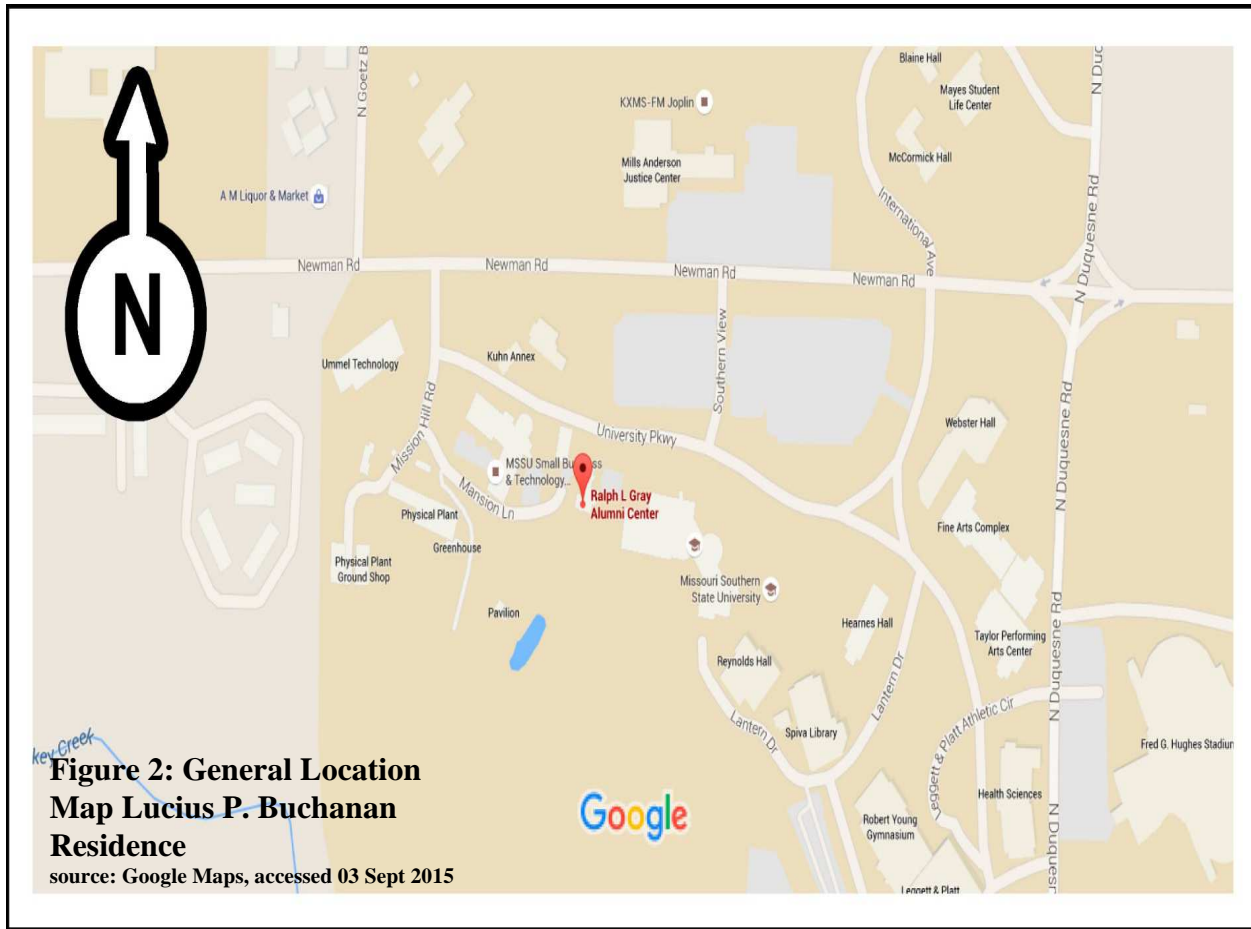 N Goetz B
Blaine Hall
Mayes Student
Life Center
N Duq
KXMS-FM Joplin
McCormick Hall
Mills Anderson
Justice Center
A M Liquor & Market
International Ave
N Duquesne Rd
Newman Rd
Newman Rd
Newman Rd
Newman Rd
N
Ummel Technology
Kuhn Annex
Southern View
Mission Hill Rd
University Pkwy
Webster Hall
N Duquesne Rd
MSSU Small Bu ss
& Technology...
Ralph L Gray
Alumni Center
Mansion Ln
Physical Plant
Greenhouse
Fine Arts Complex
Physical Plant
Ground Shop
Missouri Southern
State University
Pavilion
Hearnes Hall
Taylor Performing
Arts Center
N Duquesne Rd
Reynolds Hall
Lantern Dr
Lantern Dr
Spiva Library
Leggett & Platt Athletic Cir
Fred G. Hughes Stadiun
key Creek
Figure 2: General Location
Map Lucius P. Buchanan
Residence
source: Google Maps, accessed 03 Sept 2015
Google
Health Sciences
Robert Young
Gymnasium
Leggett & Platt
N Duquesn